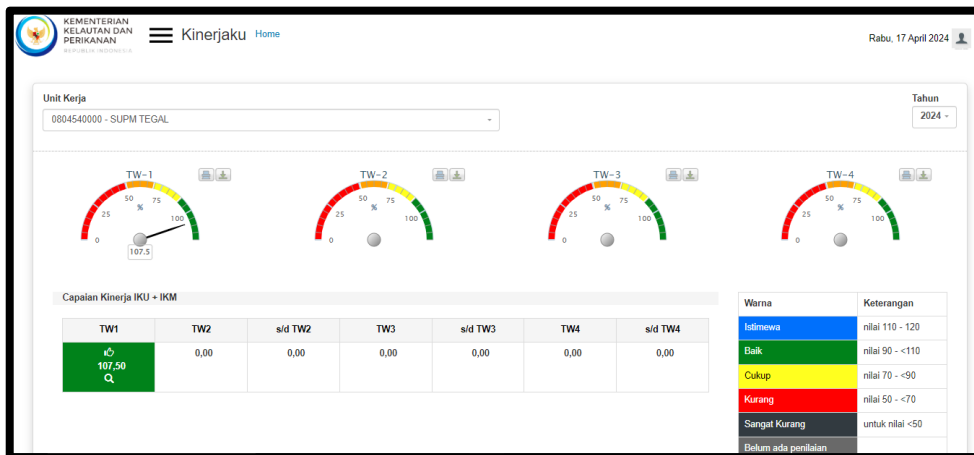 KEMENTERIAN
KELAUTAN DAN
PERIKANAN
REPUBLIK INDONESIA
Kinerjaku Home
Rabu, 17 April 2024
Unit Kerja
Tahun
0804540000 - SUPM TEGAL
2024
TW-1
0
25
50
75
100
%
107.5
TW-2
0
25
50
75
100
%
TW-3
0
25
50
75
100
%
TW-4
0
25
50
75
100
%
Capaian Kinerja IKU + IKM
TW1 TW2 s/d TW2 TW3 s/d TW3 TW4 s/d TW4
107,50 0,00 0,00 0,00 0,00 0,00 0,00
Warna Keterangan
Istimewa nilai 110 - 120
Baik nilai 90 - <110
Cukup nilai 70 - <90
Kurang nilai 50 - <70
Sangat Kurang untuk nilai <50
Belum ada penilaian